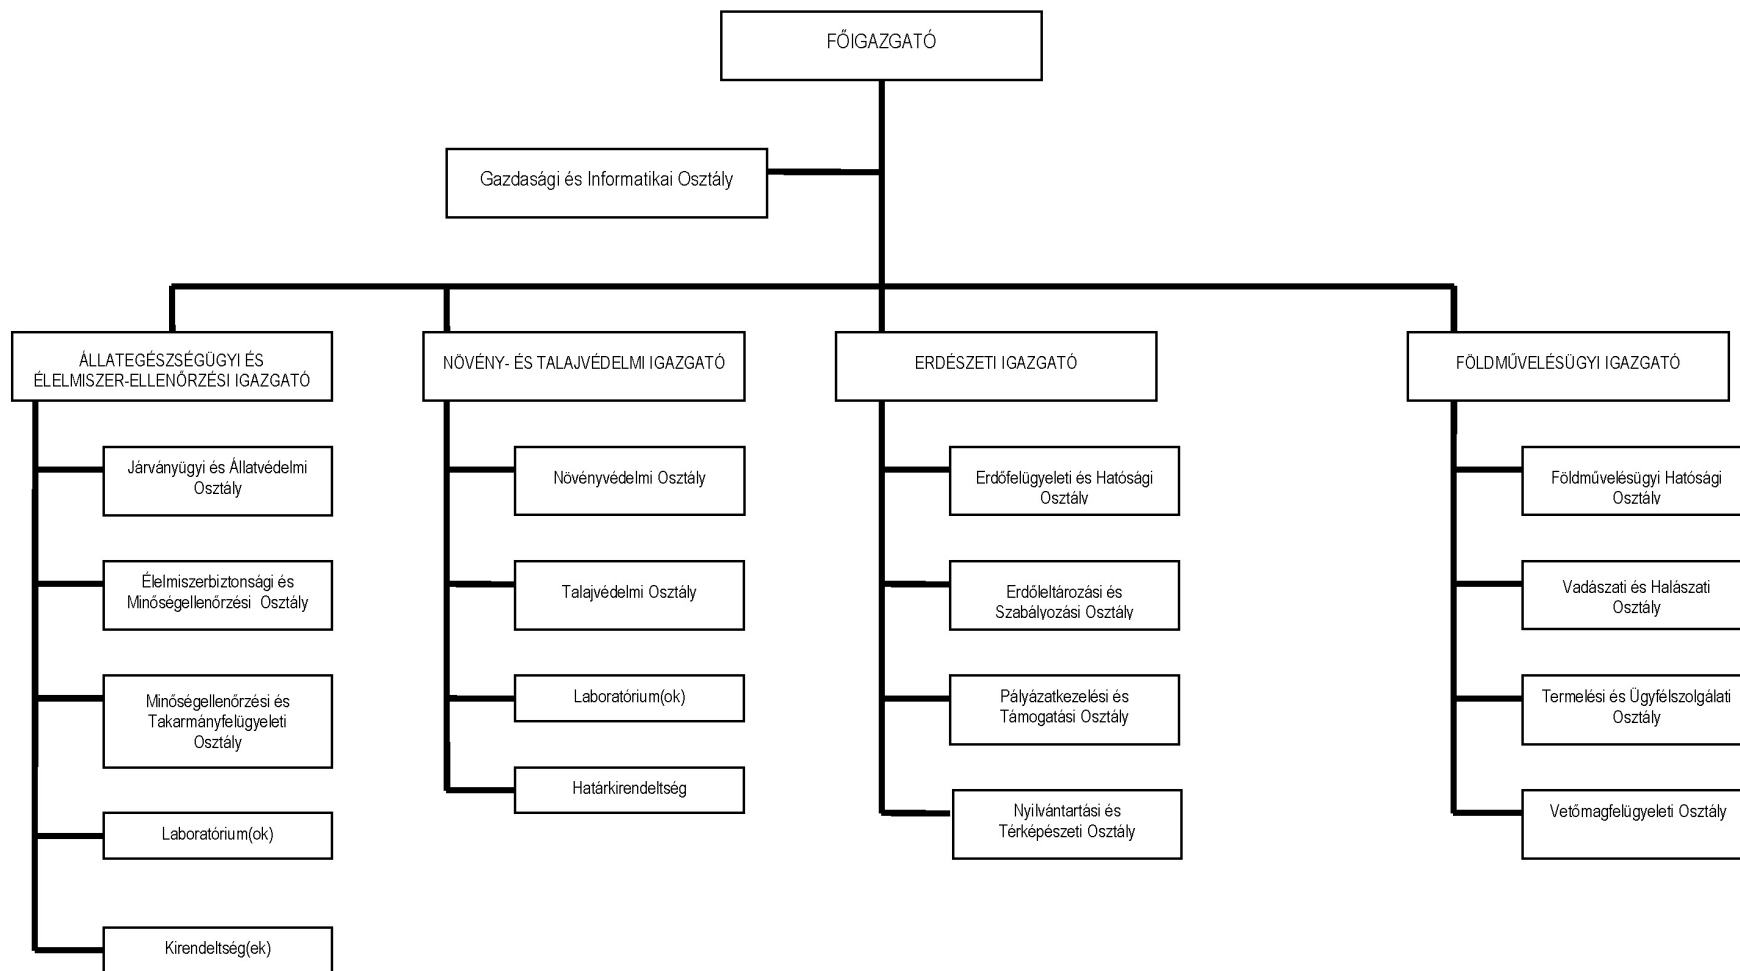 FŐIGAZGATÓ
Gazdasági és Informatikai Osztály
ÁLLATEGÉSZSÉGÜGYI ÉS
ÉLELMISZER-ELLENŐRZÉSI IGAZGATÓ
Járványügyi és Állatvédelmi
Osztály
Élelmiszerbiztonsági és
Minőségellenőrzési Osztály
Minőségellenőrzési és
Takarmányfelügyeleti
Osztály
Laboratórium(ok)
Kirendeltség(ek)
NÖVÉNY- ÉS TALAJVÉDELMI IGAZGATÓ
Növényvédelmi Osztály
Talajvédelmi Osztály
Laboratórium(ok)
Határkirendeltség
ERDÉSZETI IGAZGATÓ
Erdőfelügyeleti és Hatósági
Osztály
Erdőleltározási és
Szabályozási Osztály
Pályázatkezelési és
Támogatási Osztály
Nyilvántartási és
Térképészeti Osztály
FÖLDMŰVELÉSÜGYI IGAZGATÓ
Földművelésügyi Hatósági
Osztály
Vadászati és Halászati
Osztály
Termelési és Ügyfélszolgálati
Osztály
Vetőmagfelügyeleti Osztály